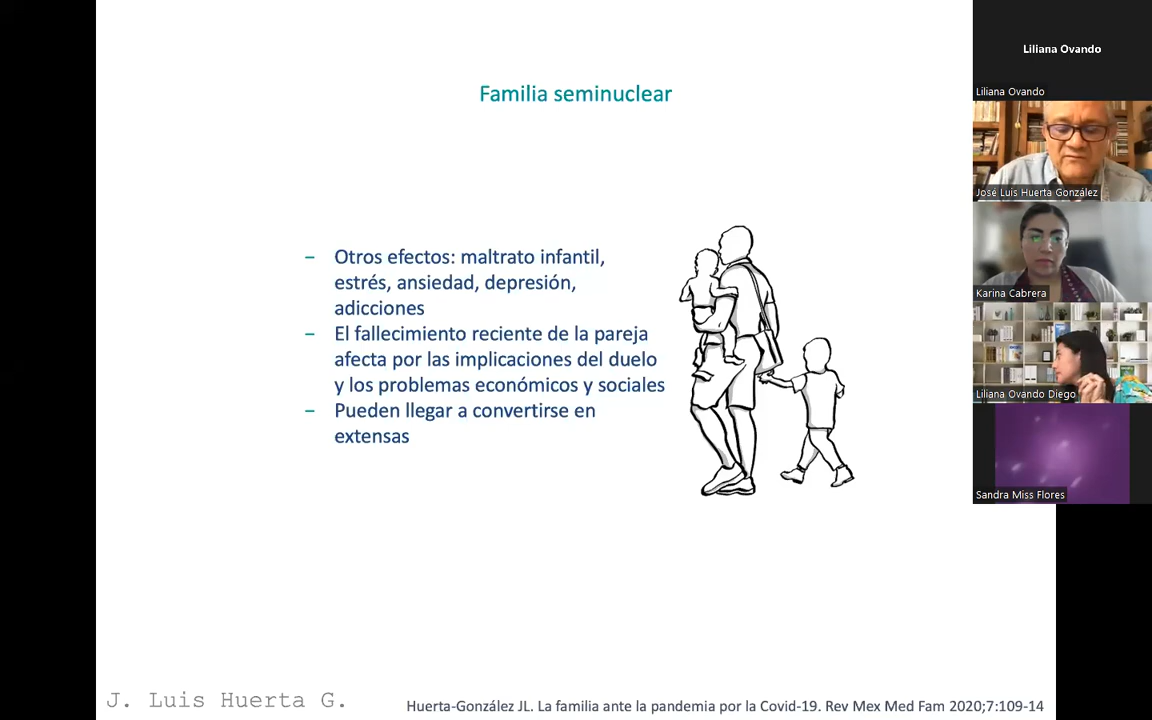 Familia seminuclear
– Otros efectos: maltrato infantil,
estrés, ansiedad, depresión,
adicciones
– El fallecimiento reciente de la pareja
afecta por las implicaciones del duelo
y los problemas económicos y sociales
– Pueden llegar a convertirse en
extensas
J. Luis Huerta G.
Huerta-González JL. La familia ante la pandemia por la Covid-19. Rev Mex Med Fam 2020;7:109-14
Liliana Ovando
Liliana Ovando
José Luis Huerta González
Karina Cabrera
Liliana Ovando Diego
Sandra Miss Flores